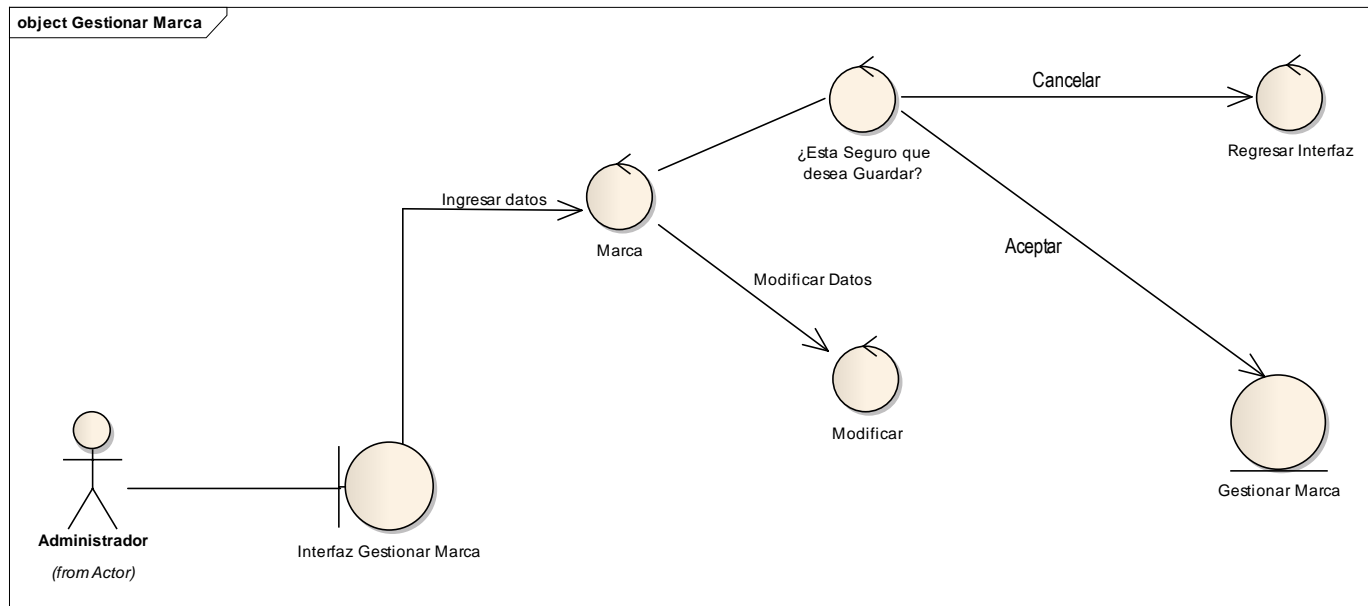 object Gestionar Marca
Cancelar
¿Esta Seguro que
desea Guardar?
Regresar Interfaz
Ingresar datos
Marca
Aceptar
Modificar Datos
Modificar
Gestionar Marca
Administrador
(from Actor)
Interfaz Gestionar Marca